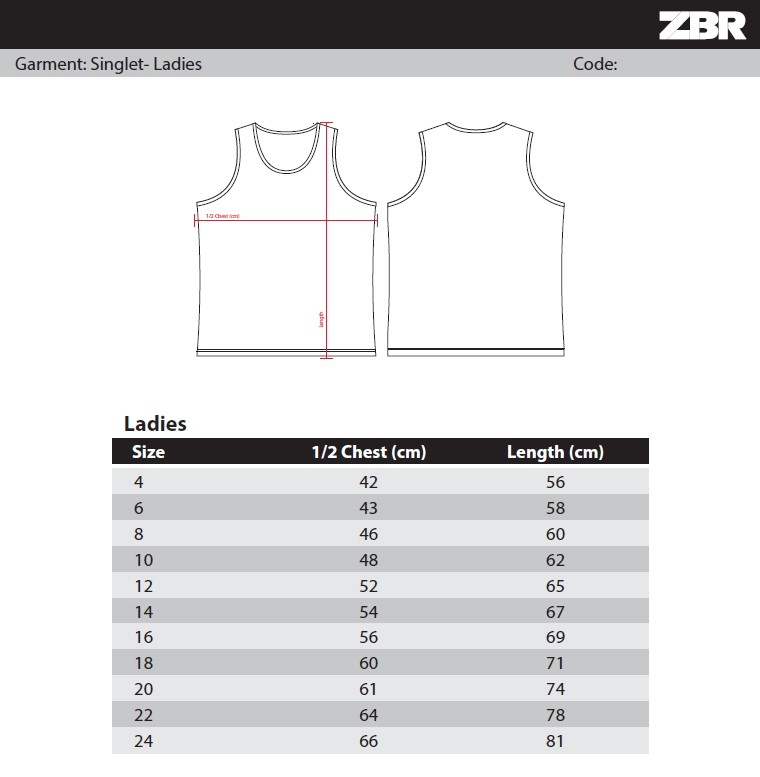 ZBR
Garment: Singlet- Ladies Code:
1/2 Chest (cm)
length
Ladies
Size 1/2 Chest (cm) Length (cm)
4 42 56
6 43 58
8 46 60
10 48 62
12 52 65
14 54 67
16 56 69
18 60 71
20 61 74
22 64 78
24 66 81